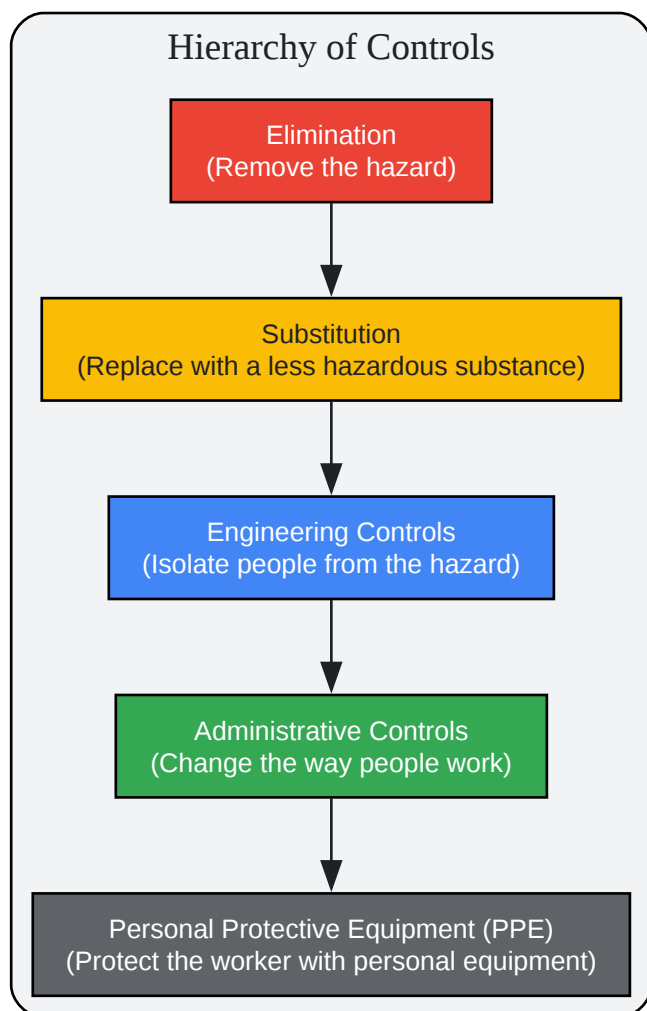 Hierarchy of Controls
Elimination
(Remove the hazard)
Substitution
(Replace with a less hazardous substance)
Engineering Controls
(Isolate people from the hazard)
Administrative Controls
(Change the way people work)
Personal Protective Equipment (PPE)
(Protect the worker with personal equipment)